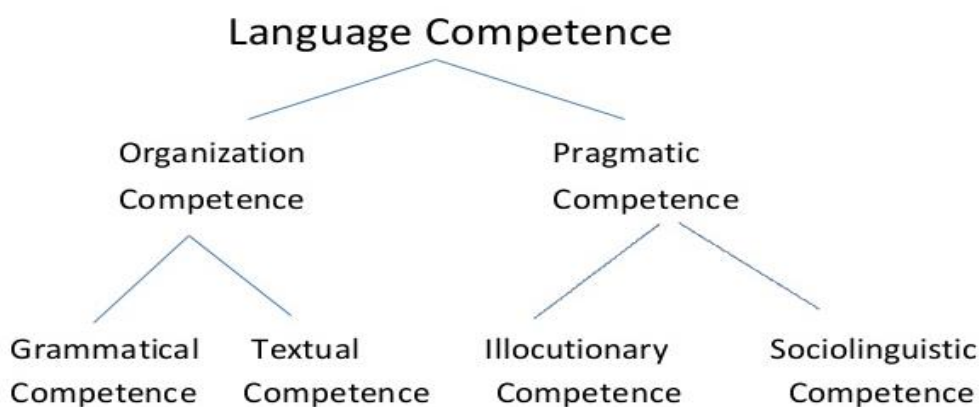 Language Competence
Organization
Competence
Pragmatic
Competence
Grammatical
Competence
Textual
Competence
Illocutionary
Competence
Sociolinguistic
Competence